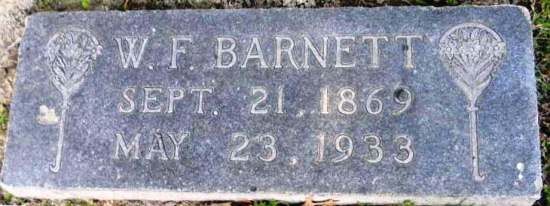 W. F. BARNETT
SEPT. 21, 1869
MAY 23, 1933